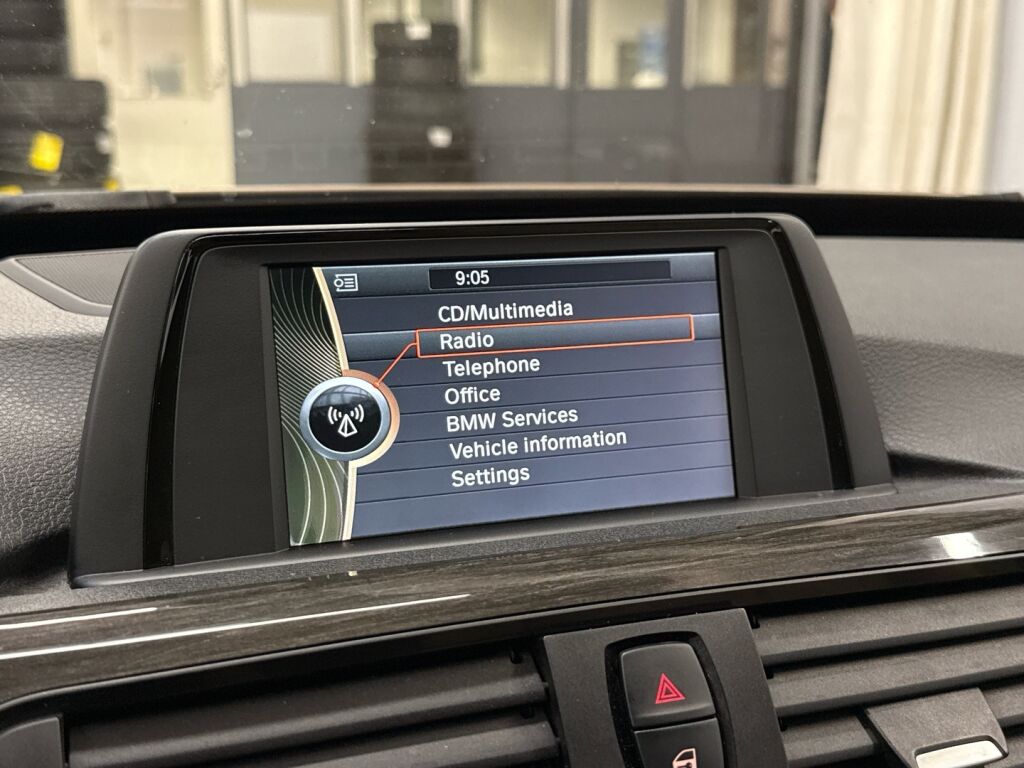 9:05
CD/Multimedia
Radio
Telephone
Office
BMW Services
Vehicle information
Settings